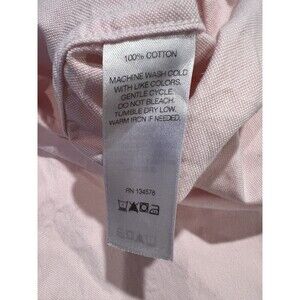 100% COTTON
MACHINE WASH COLD
WITH LIKE COLORS.
GENTLE CYCLE.
DO NOT BLEACH.
TUMBLE DRY LOW.
WARM IRON IF NEEDED.
RN 134578